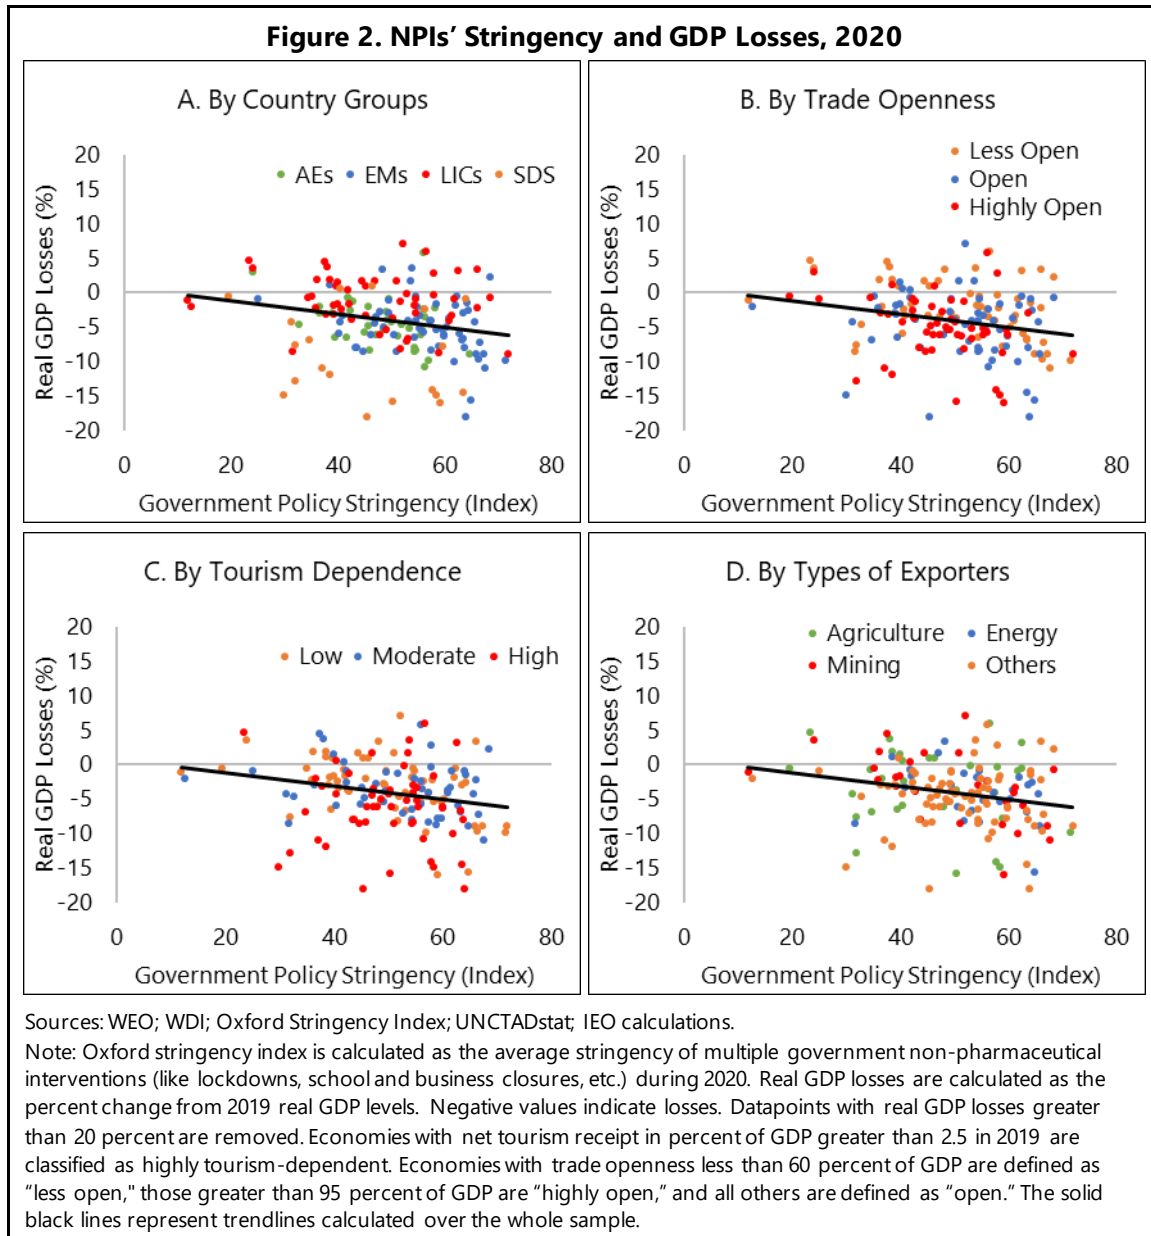 Figure 2. NPIs’ Stringency and GDP Losses, 2020
A. By Country Groups
AEs EMs LICs SDS
Real GDP Losses (%)
20
15
10
5
0
-5
-10
-15
-20
0 20 40 60 80
Government Policy Stringency (Index)
B. By Trade Openness
Less Open
Open
Highly Open
Real GDP Losses (%)
20
15
10
5
0
-5
-10
-15
-20
0 20 40 60 80
Government Policy Stringency (Index)
C. By Tourism Dependence
Low Moderate High
Real GDP Losses (%)
20
15
10
5
0
-5
-10
-15
-20
0 20 40 60 80
Government Policy Stringency (Index)
D. By Types of Exporters
Agriculture Energy
Mining Others
Real GDP Losses (%)
20
15
10
5
0
-5
-10
-15
-20
0 20 40 60 80
Government Policy Stringency (Index)
Sources: WEO; WDI; Oxford Stringency Index; UNCTADstat; IEO calculations.
Note: Oxford stringency index is calculated as the average stringency of multiple government non-pharmaceutical
interventions (like lockdowns, school and business closures, etc.) during 2020. Real GDP losses are calculated as the
percent change from 2019 real GDP levels. Negative values indicate losses. Datapoints with real GDP losses greater
than 20 percent are removed. Economies with net tourism receipt in percent of GDP greater than 2.5 in 2019 are
classified as highly tourism-dependent. Economies with trade openness less than 60 percent of GDP are defined as
“less open," those greater than 95 percent of GDP are “highly open,” and all others are defined as “open.” The solid
black lines represent trendlines calculated over the whole sample.